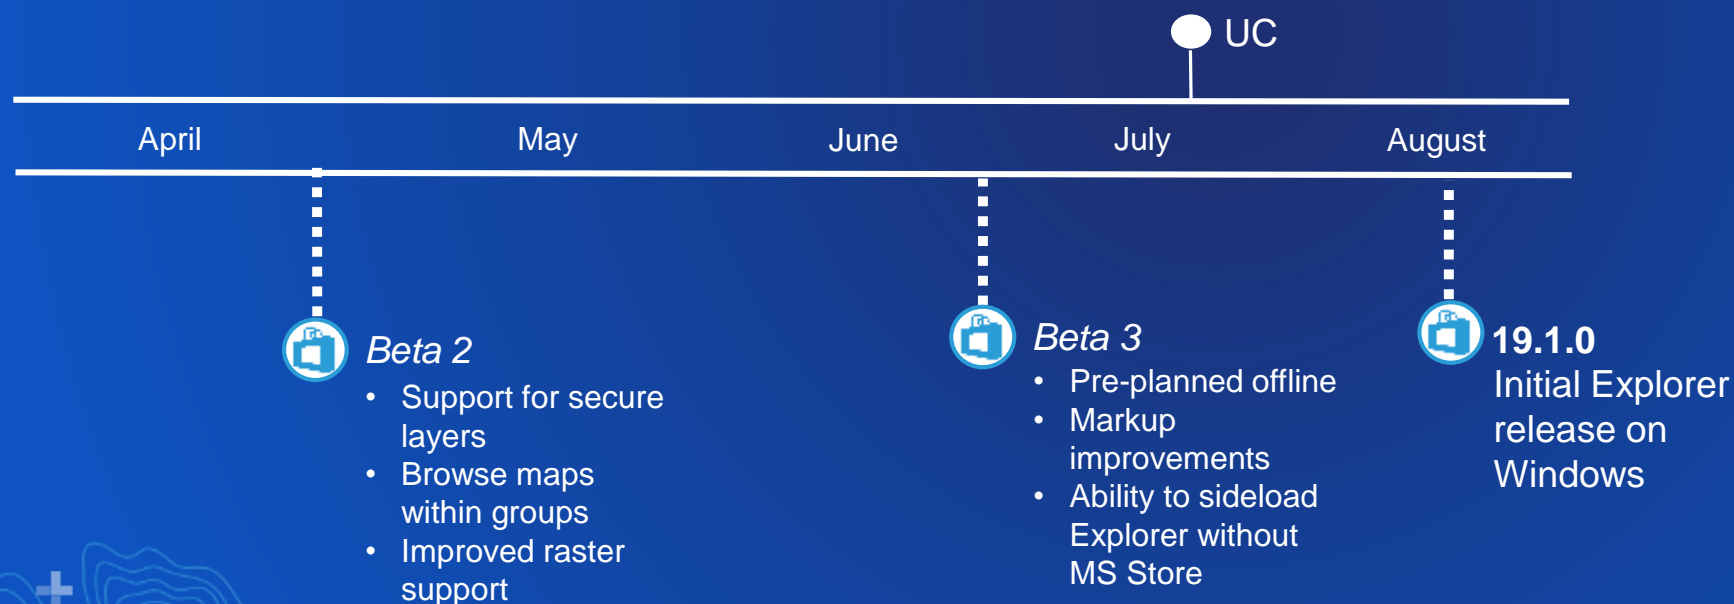 UC
April May June July August
Beta 2
• Support for secure
layers
• Browse maps
within groups
• Improved raster
support
Beta 3
• Pre-planned offline
• Markup
improvements
• Ability to sideload
Explorer without
MS Store
19.1.0
Initial Explorer
release on
Windows